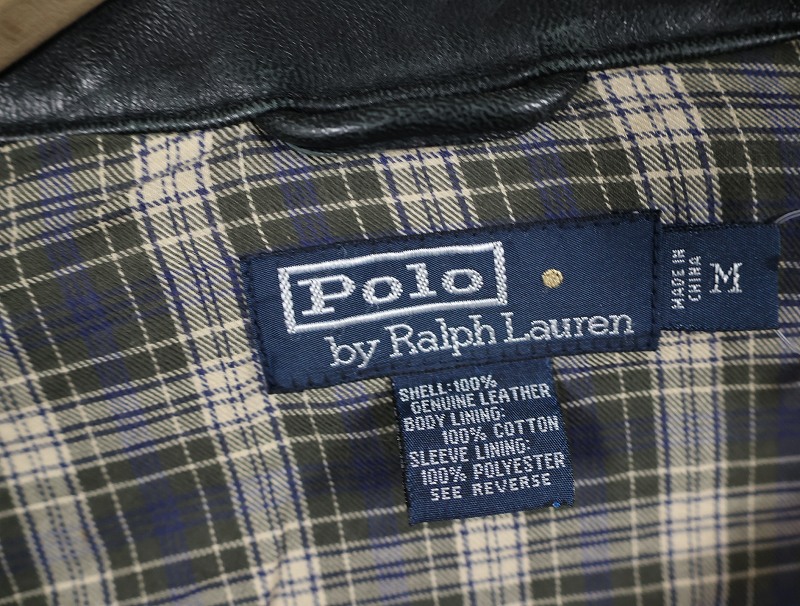 Polo
by Ralph Lauren
MADE IN
CHINA
M
SHELL: 100%
GENUINE LEATHER
BODY LINING:
100% COTTON
SLEEVE LINING:
100% POLYESTER
SEE REVERSE